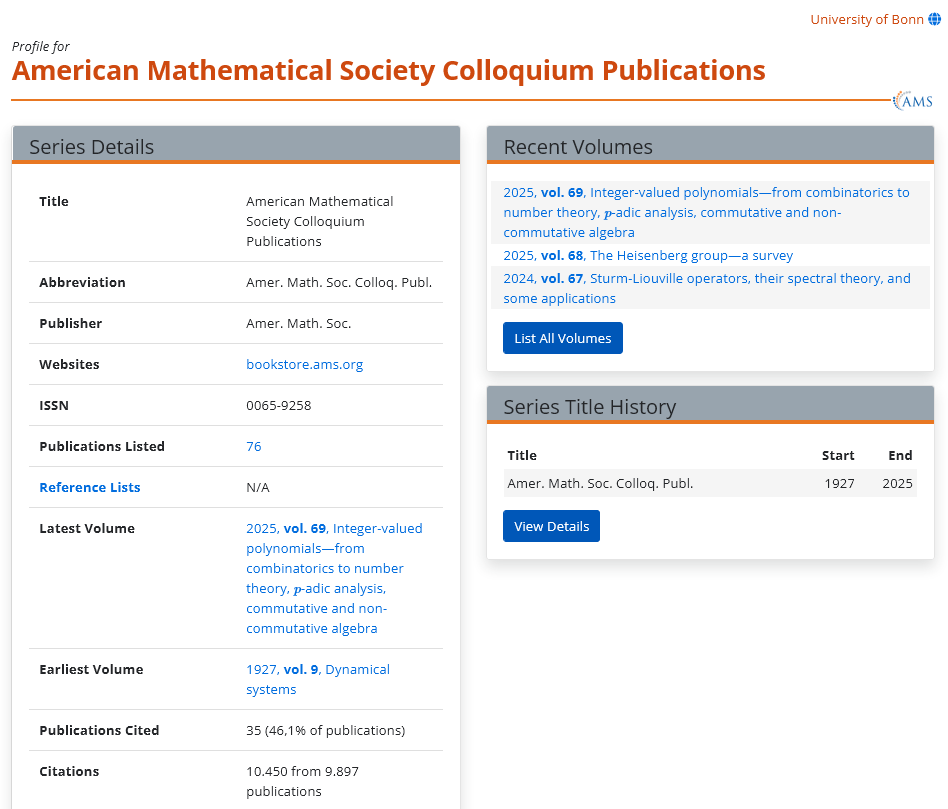 University of Bonn
Profile for
American Mathematical Society Colloquium Publications
AMS
Series Details
Title
American Mathematical
Society Colloquium
Publications
Abbreviation
Amer. Math. Soc. Colloq. Publ.
Publisher
Amer. Math. Soc.
Websites
bookstore.ams.org
ISSN
0065-9258
Publications Listed
76
Reference Lists
N/A
Latest Volume
2025, vol. 69, Integer-valued
polynomials—from
combinatorics to number
theory, p-adic analysis,
commutative and non-
commutative algebra
Earliest Volume
1927, vol. 9, Dynamical
systems
Publications Cited
35 (46,1% of publications)
Citations
10.450 from 9.897
publications
Recent Volumes
2025, vol. 69, Integer-valued polynomials—from combinatorics to
number theory, p-adic analysis, commutative and non-
commutative algebra
2025, vol. 68, The Heisenberg group—a survey
2024, vol. 67, Sturm-Liouville operators, their spectral theory, and
some applications
List All Volumes
Series Title History
Title Start End
Amer. Math. Soc. Colloq. Publ. 1927 2025
View Details